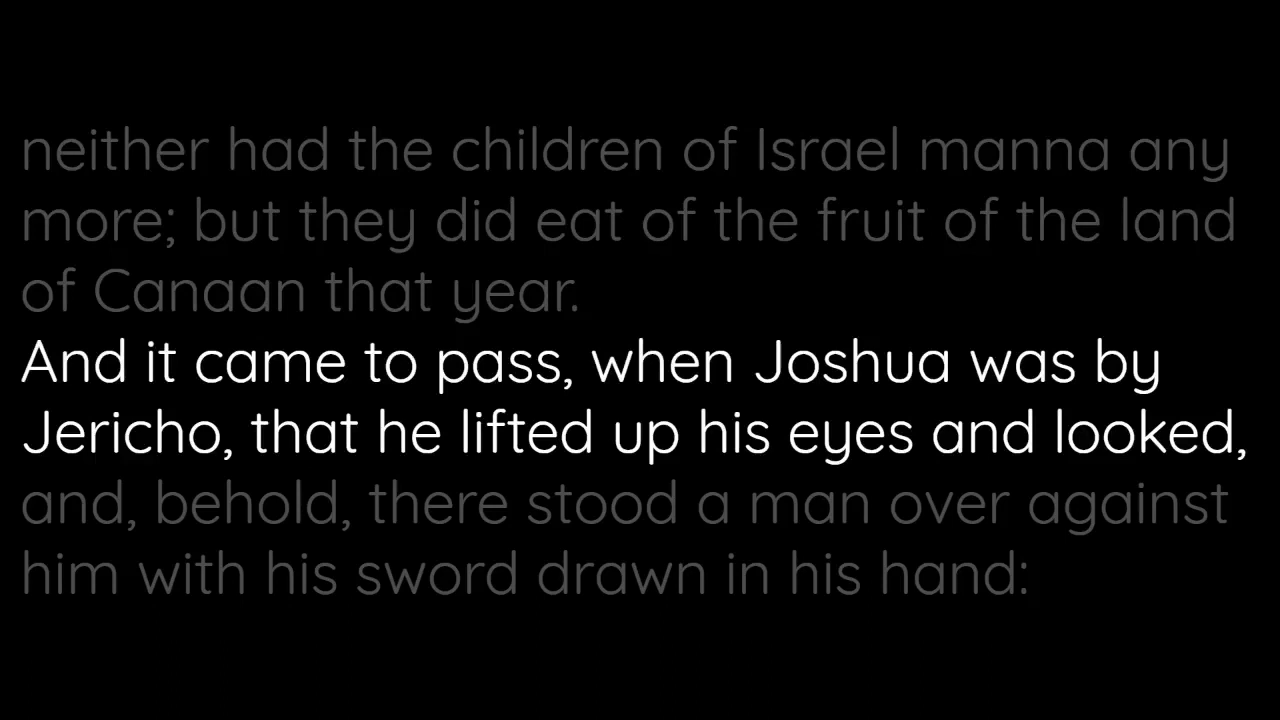 neither had the children of Israel manna any
more; but they did eat of the fruit of the land
of Canaan that year.
And it came to pass, when Joshua was by
Jericho, that he lifted up his eyes and looked,
and, behold, there stood a man over against
him with his sword drawn in his hand: